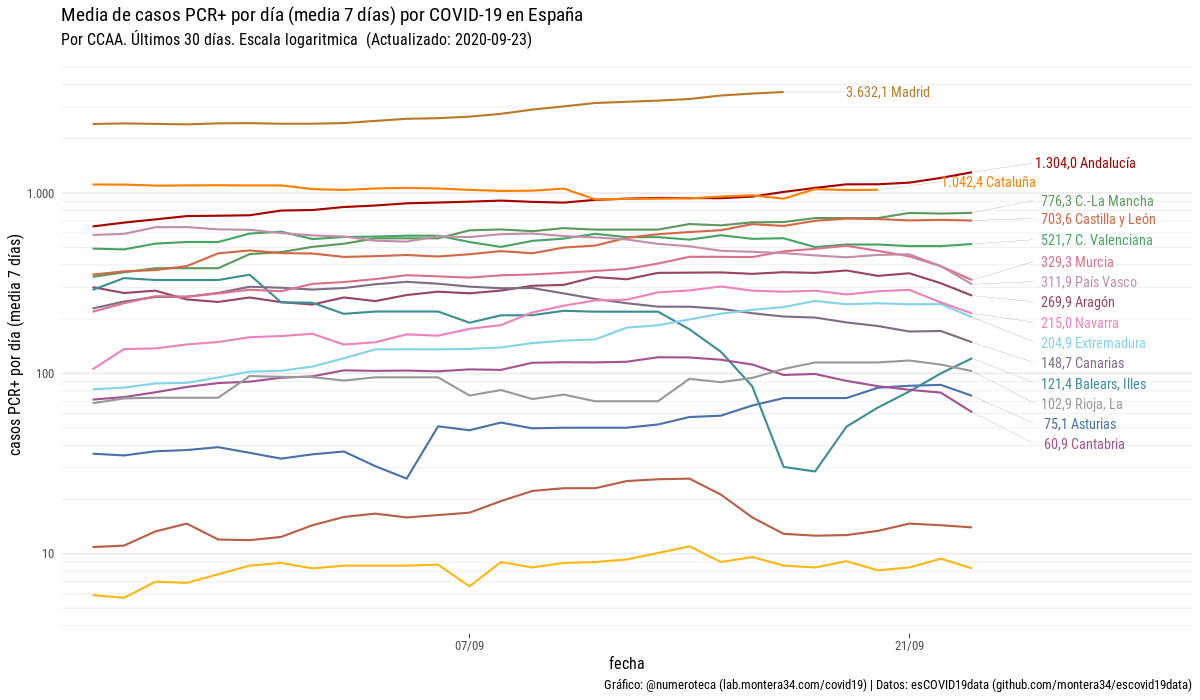 Media de casos PCR+ por día (media 7 días) por COVID-19 en España
Por CCAA. Últimos 30 días. Escala logaritmica (Actualizado: 2020-09-23)
casos PCR+ por día (media 7 días)
1.000
100
10
3.632,1 Madrid
1.304,0 Andalucía
1.042,4 Cataluña
776,3 C.-La Mancha
703,6 Castilla y León
521,7 C. Valenciana
329,3 Murcia
311,9 País Vasco
269,9 Aragón
215,0 Navarra
204,9 Extremadura
148,7 Canarias
121,4 Balears, Illes
102,9 Rioja, La
75,1 Asturias
60,9 Cantabria
07/09
21/09
fecha
Gráfico: @numeroteca (lab.montera34.com/covid19) | Datos: esCOVID19data (github.com/montera34/escovid19data)